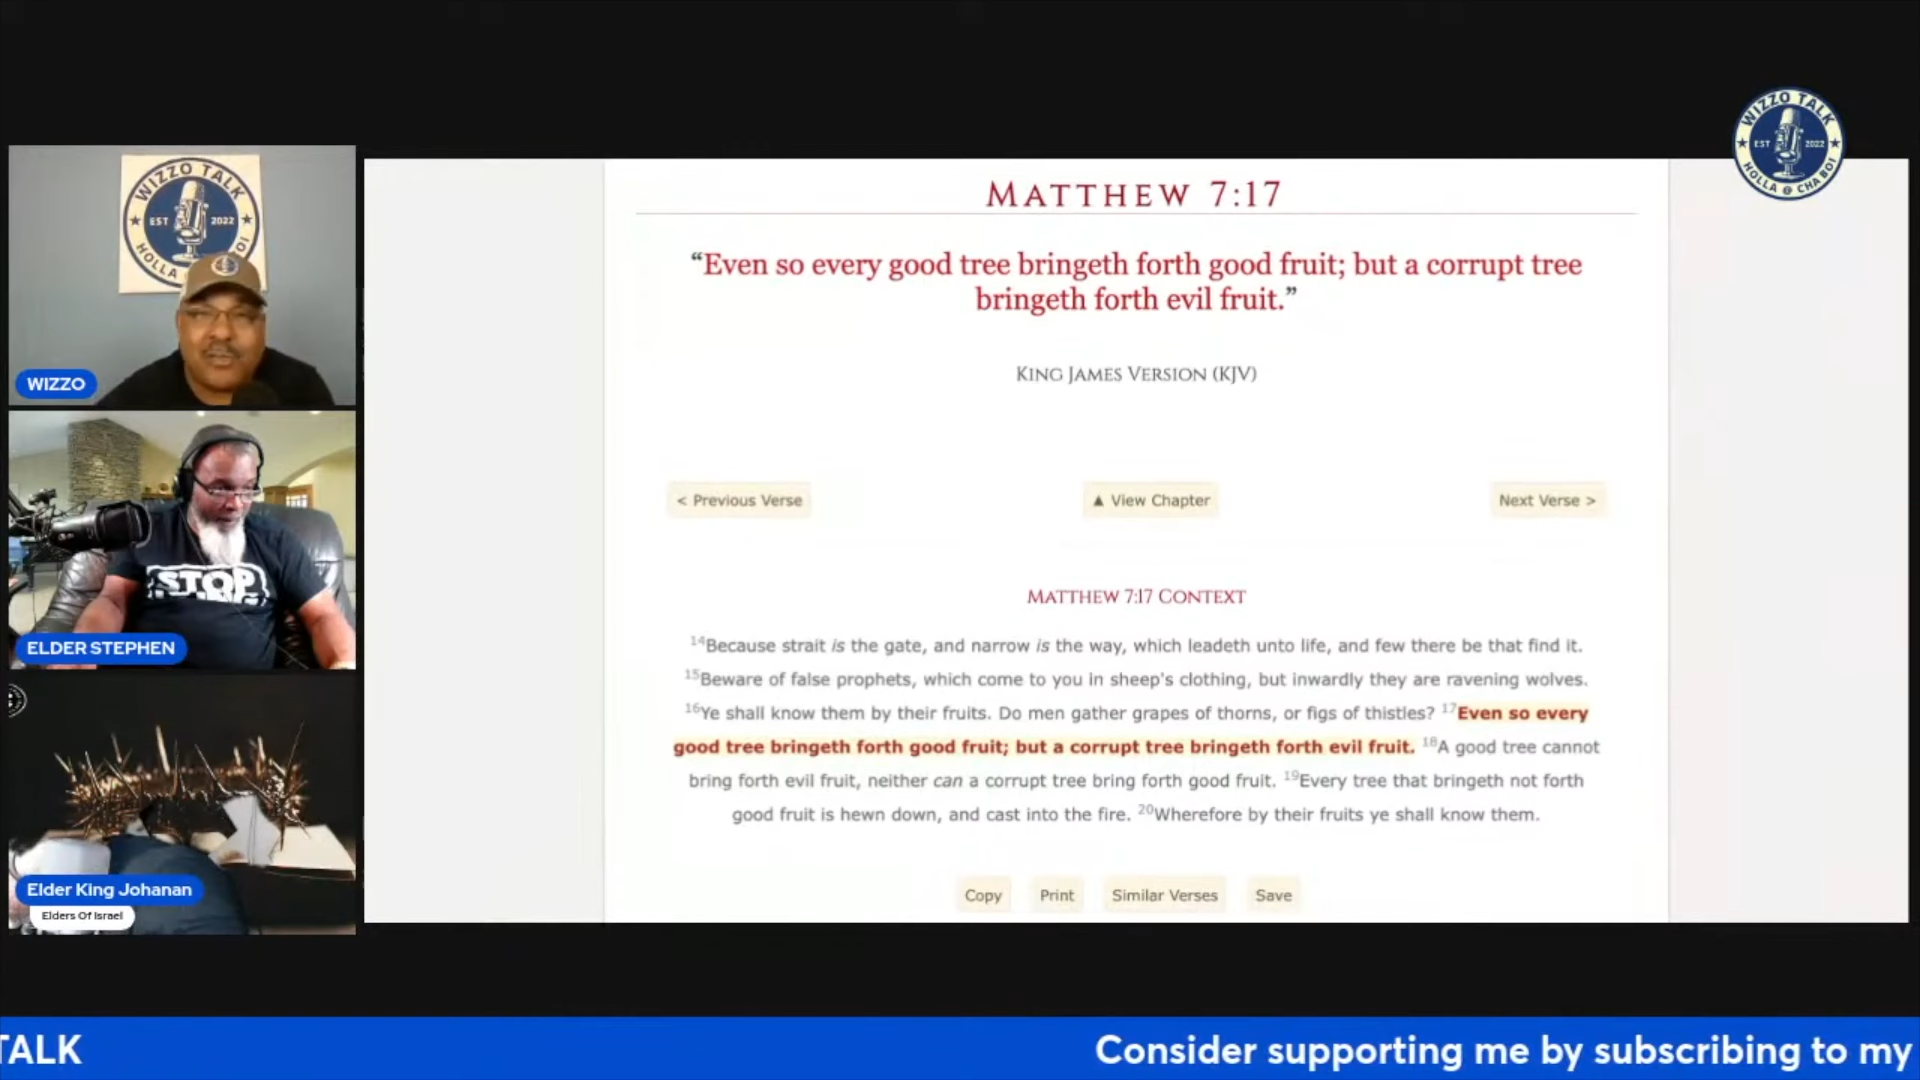 WIZZO TALK
EST 2022
HOLLA @ CHA BOI
WIZZO TALK
EST 2022
HOLLA
WIZZO
STOP
ELDER STEPHEN
Elder King Johanan
Elders Of Israel
MATTHEW 7:17
“Even so every good tree bringeth forth good fruit; but a corrupt tree
bringeth forth evil fruit.”
KING JAMES VERSION (KJV)
< Previous Verse
▲ View Chapter
Next Verse >
MATTHEW 7:17 CONTEXT
14Because strait is the gate, and narrow is the way, which leadeth unto life, and few there be that find it.
15Beware of false prophets, which come to you in sheep's clothing, but inwardly they are ravening wolves.
16Ye shall know them by their fruits. Do men gather grapes of thorns, or figs of thistles? 17Even so every
good tree bringeth forth good fruit; but a corrupt tree bringeth forth evil fruit. 18A good tree cannot
bring forth evil fruit, neither can a corrupt tree bring forth good fruit. 19Every tree that bringeth not forth
good fruit is hewn down, and cast into the fire. 20Wherefore by their fruits ye shall know them.
Copy
Print
Similar Verses
Save
TALK
Consider supporting me by subscribing to my